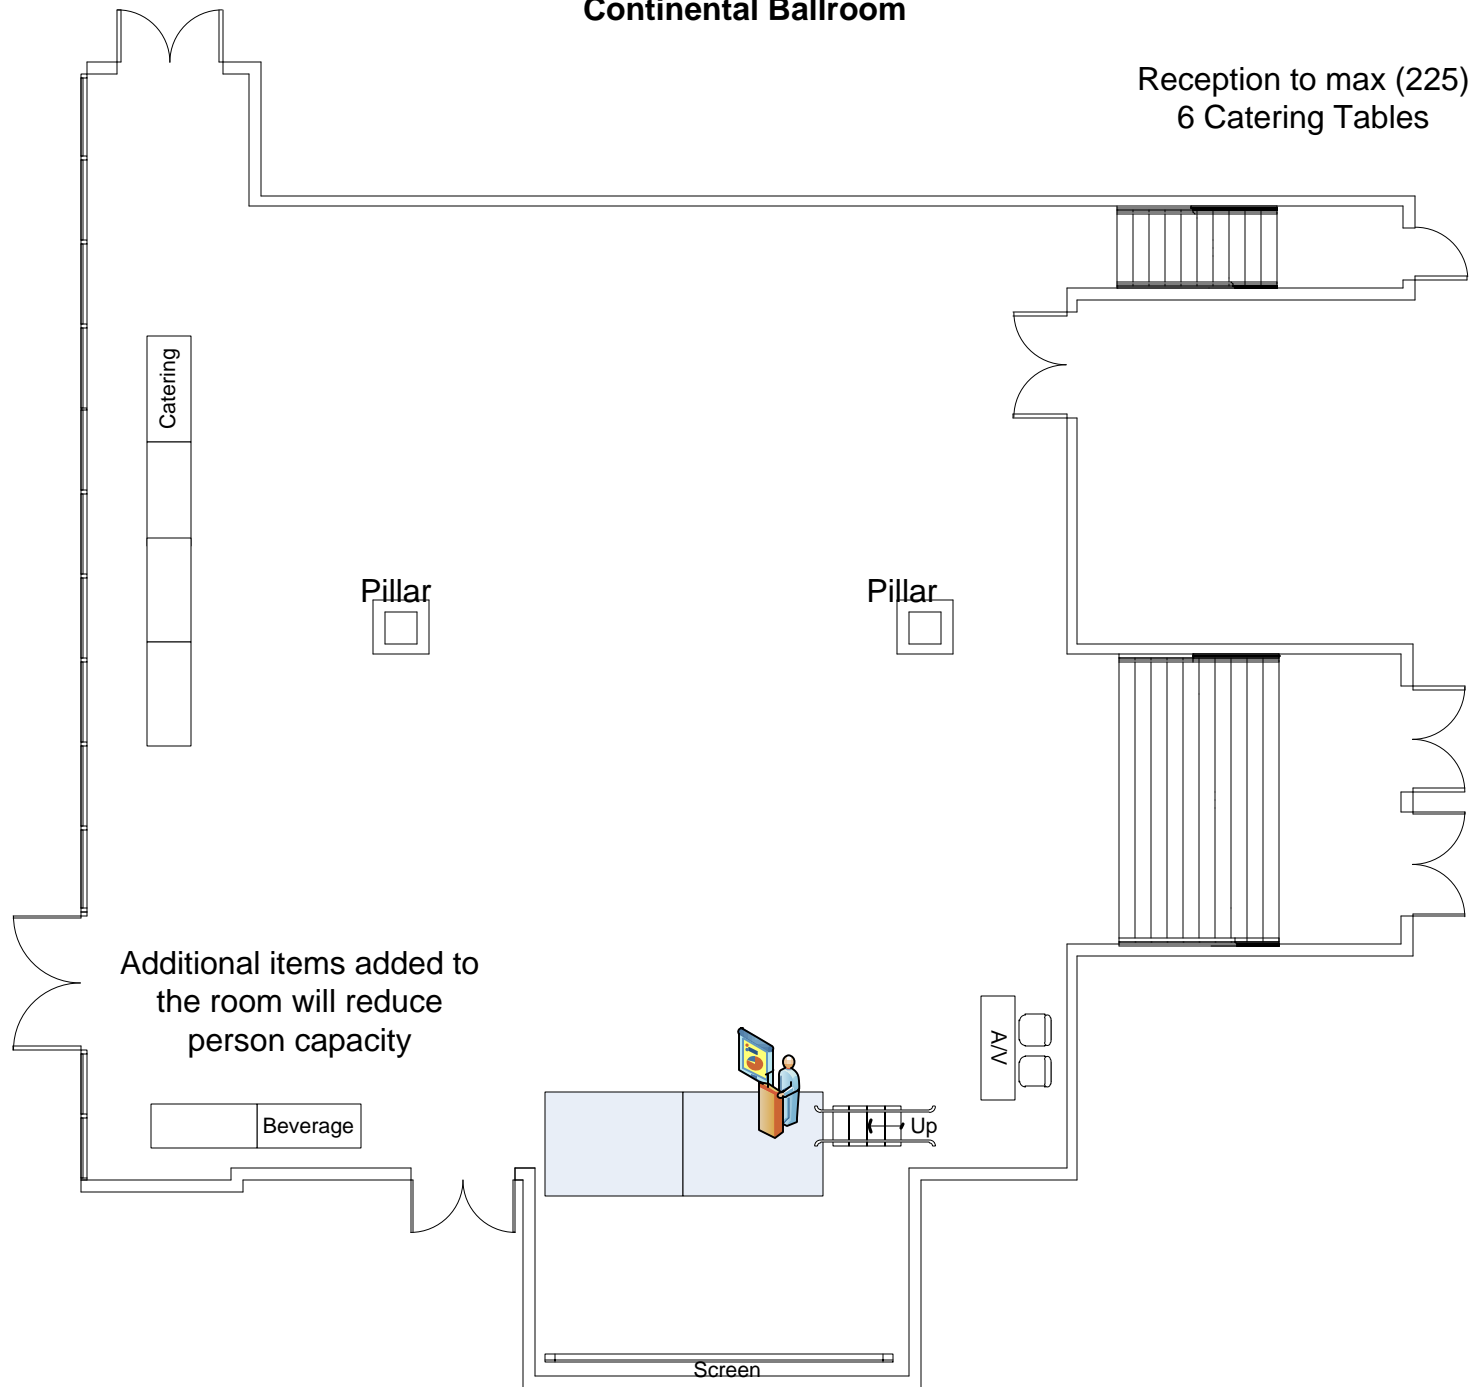 Continental Ballroom
Reception to max (225)
6 Catering Tables
Catering
Pillar
Pillar
Additional items added to
the room will reduce
person capacity
A/V
Beverage
Up
Screen